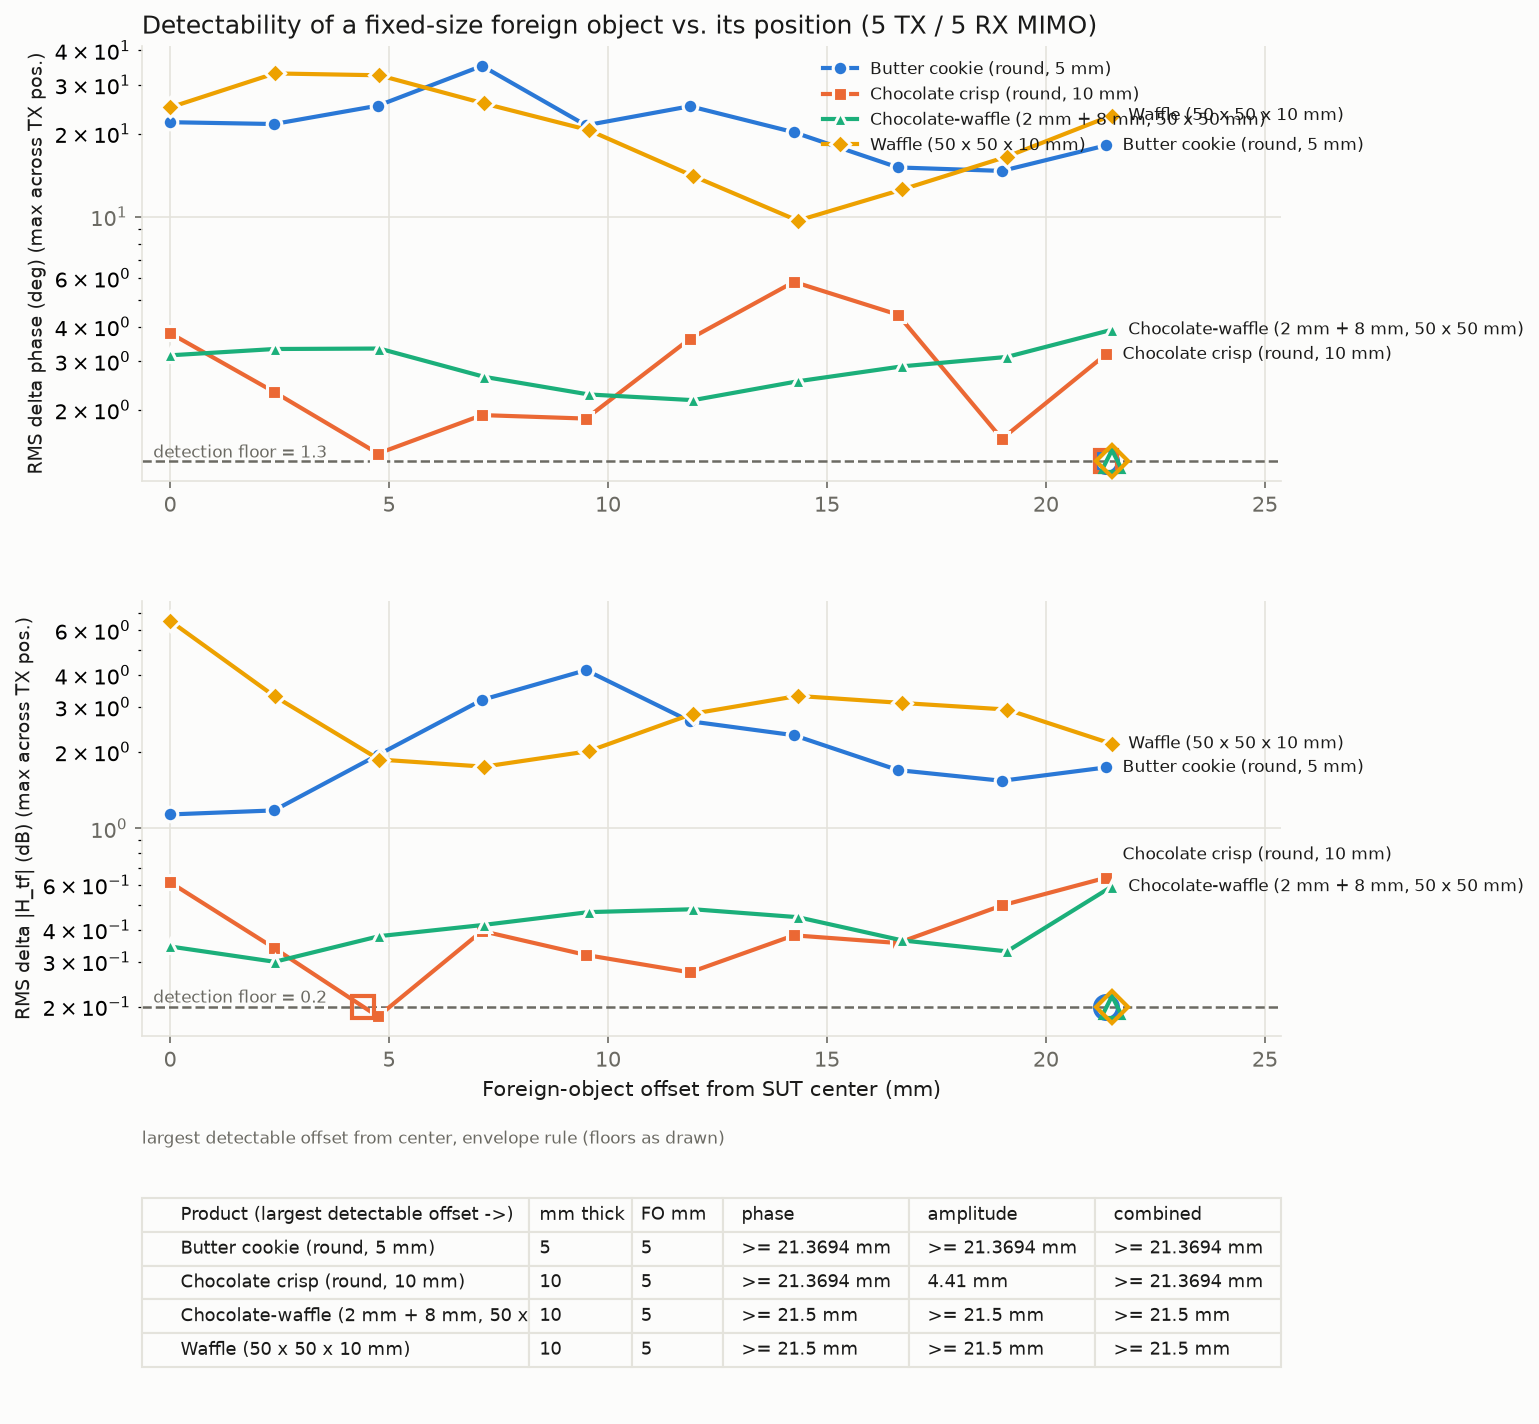 Detectability of a fixed-size foreign object vs. its position (5 TX / 5 RX MIMO)
RMS delta phase (deg) (max across TX pos.)
4 × 10¹
3 × 10¹
2 × 10¹
10¹
6 × 10⁰
4 × 10⁰
3 × 10⁰
2 × 10⁰
Butter cookie (round, 5 mm)
Chocolate crisp (round, 10 mm)
Chocolate-waffle (2 mm + 8 mm, 50 x 50 mm)
Waffle (50 x 50 x 10 mm)
Waffle (50 x 50 x 10 mm)
Butter cookie (round, 5 mm)
Chocolate-waffle (2 mm + 8 mm, 50 x 50 mm)
Chocolate crisp (round, 10 mm)
detection floor = 1.3
0 5 10 15 20 25
RMS delta |H_tf| (dB) (max across TX pos.)
6 × 10⁰
4 × 10⁰
3 × 10⁰
2 × 10⁰
10⁰
6 × 10⁻¹
4 × 10⁻¹
3 × 10⁻¹
2 × 10⁻¹
Waffle (50 x 50 x 10 mm)
Butter cookie (round, 5 mm)
Chocolate crisp (round, 10 mm)
Chocolate-waffle (2 mm + 8 mm, 50 x 50 mm)
detection floor = 0.2
0 5 10 15 20 25
Foreign-object offset from SUT center (mm)
largest detectable offset from center, envelope rule (floors as drawn)
Product (largest detectable offset ->) mm thick FO mm phase amplitude combined
Butter cookie (round, 5 mm) 5 5 >= 21.3694 mm >= 21.3694 mm >= 21.3694 mm
Chocolate crisp (round, 10 mm) 10 5 >= 21.3694 mm 4.41 mm >= 21.3694 mm
Chocolate-waffle (2 mm + 8 mm, 50 x 10 5 >= 21.5 mm >= 21.5 mm >= 21.5 mm
Waffle (50 x 50 x 10 mm) 10 5 >= 21.5 mm >= 21.5 mm >= 21.5 mm